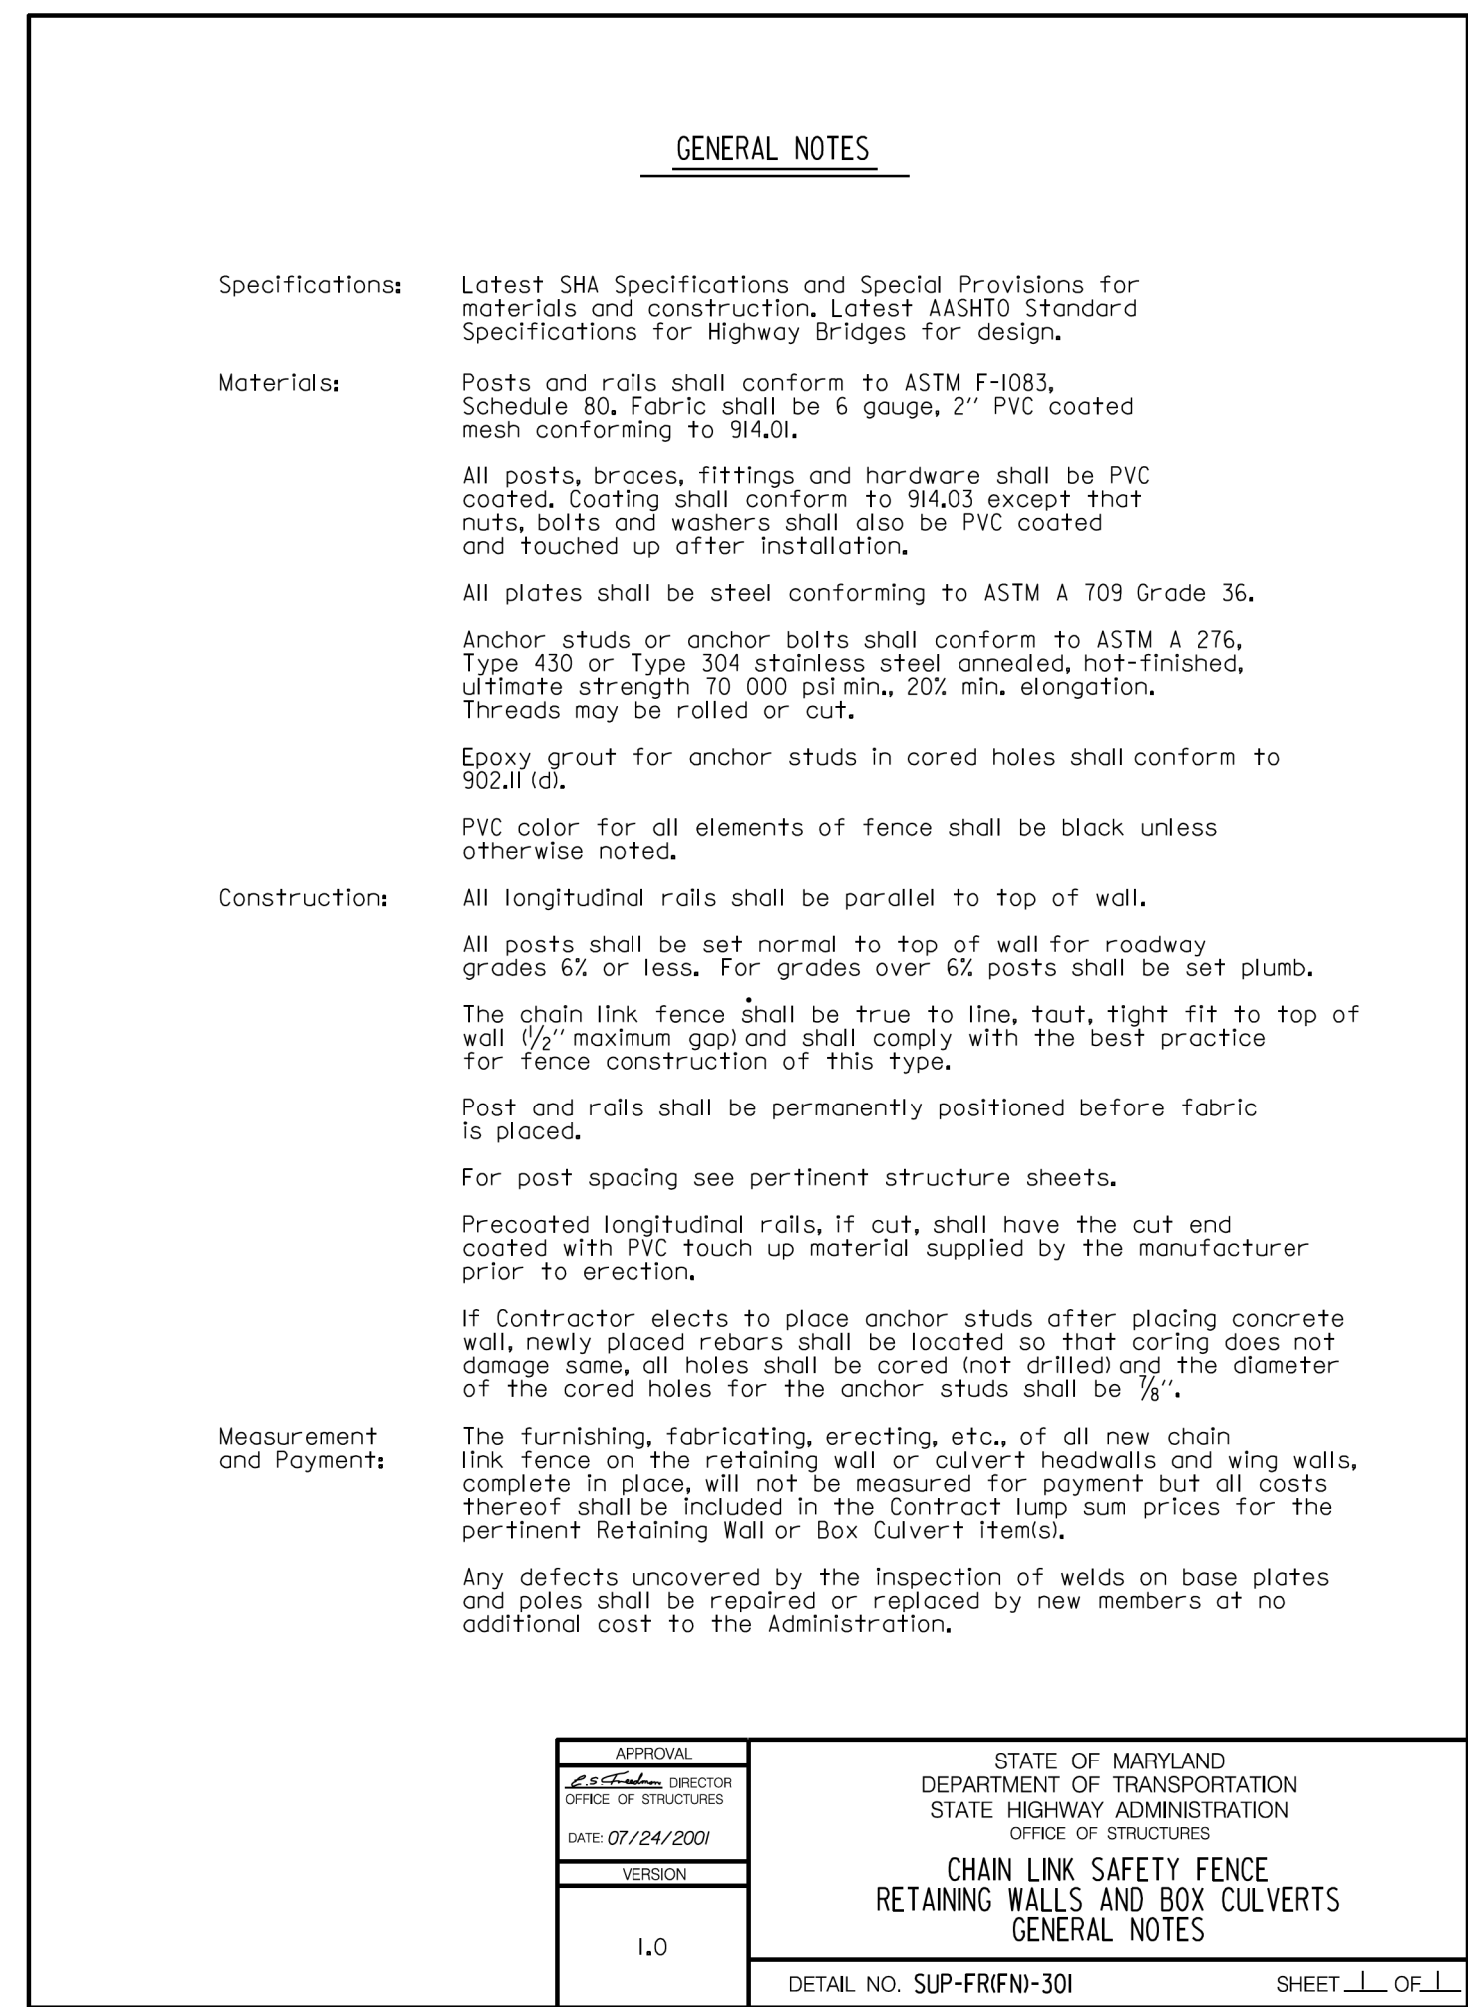 GENERAL NOTES
Specifications: Latest SHA Specifications and Special Provisions for
materials and construction. Latest AASHTO Standard
Specifications for Highway Bridges for design.
Materials: Posts and rails shall conform to ASTM F-1083,
Schedule 80. Fabric shall be 6 gauge, 2" PVC coated
mesh conforming to 914.01.
All posts, braces, fittings and hardware shall be PVC
coated. Coating shall conform to 914.03 except that
nuts, bolts and washers shall also be PVC coated
and touched up after installation.
All plates shall be steel conforming to ASTM A 709 Grade 36.
Anchor studs or anchor bolts shall conform to ASTM A 276,
Type 430 or Type 304 stainless steel annealed, hot-finished,
ultimate strength 70 000 psi min., 20% min. elongation.
Threads may be rolled or cut.
Epoxy grout for anchor studs in cored holes shall conform to
902.11 (d).
PVC color for all elements of fence shall be black unless
otherwise noted.
Construction: All longitudinal rails shall be parallel to top of wall.
All posts shall be set normal to top of wall for roadway
grades 6% or less. For grades over 6% posts shall be set plumb.
The chain link fence shall be true to line, taut, tight fit to top of
wall (1/2" maximum gap) and shall comply with the best practice
for fence construction of this type.
Post and rails shall be permanently positioned before fabric
is placed.
For post spacing see pertinent structure sheets.
Precoated longitudinal rails, if cut, shall have the cut end
coated with PVC touch up material supplied by the manufacturer
prior to erection.
If Contractor elects to place anchor studs after placing concrete
wall, newly placed rebars shall be located so that coring does not
damage same, all holes shall be cored (not drilled) and the diameter
of the cored holes for the anchor studs shall be 7/8".
Measurement The furnishing, fabricating, erecting, etc., of all new chain
and Payment: link fence on the retaining wall or culvert headwalls and wing walls,
complete in place, will not be measured for payment but all costs
thereof shall be included in the Contract lump sum prices for the
pertinent Retaining Wall or Box Culvert item(s).
Any defects uncovered by the inspection of welds on base plates
and poles shall be repaired or replaced by new members at no
additional cost to the Administration.
APPROVAL
E.S. Freedman DIRECTOR
OFFICE OF STRUCTURES
DATE: 07/24/2001
VERSION
1.0
STATE OF MARYLAND
DEPARTMENT OF TRANSPORTATION
STATE HIGHWAY ADMINISTRATION
OFFICE OF STRUCTURES
CHAIN LINK SAFETY FENCE
RETAINING WALLS AND BOX CULVERTS
GENERAL NOTES
DETAIL NO. SUP-FR(FN)-301 SHEET 1 OF 1